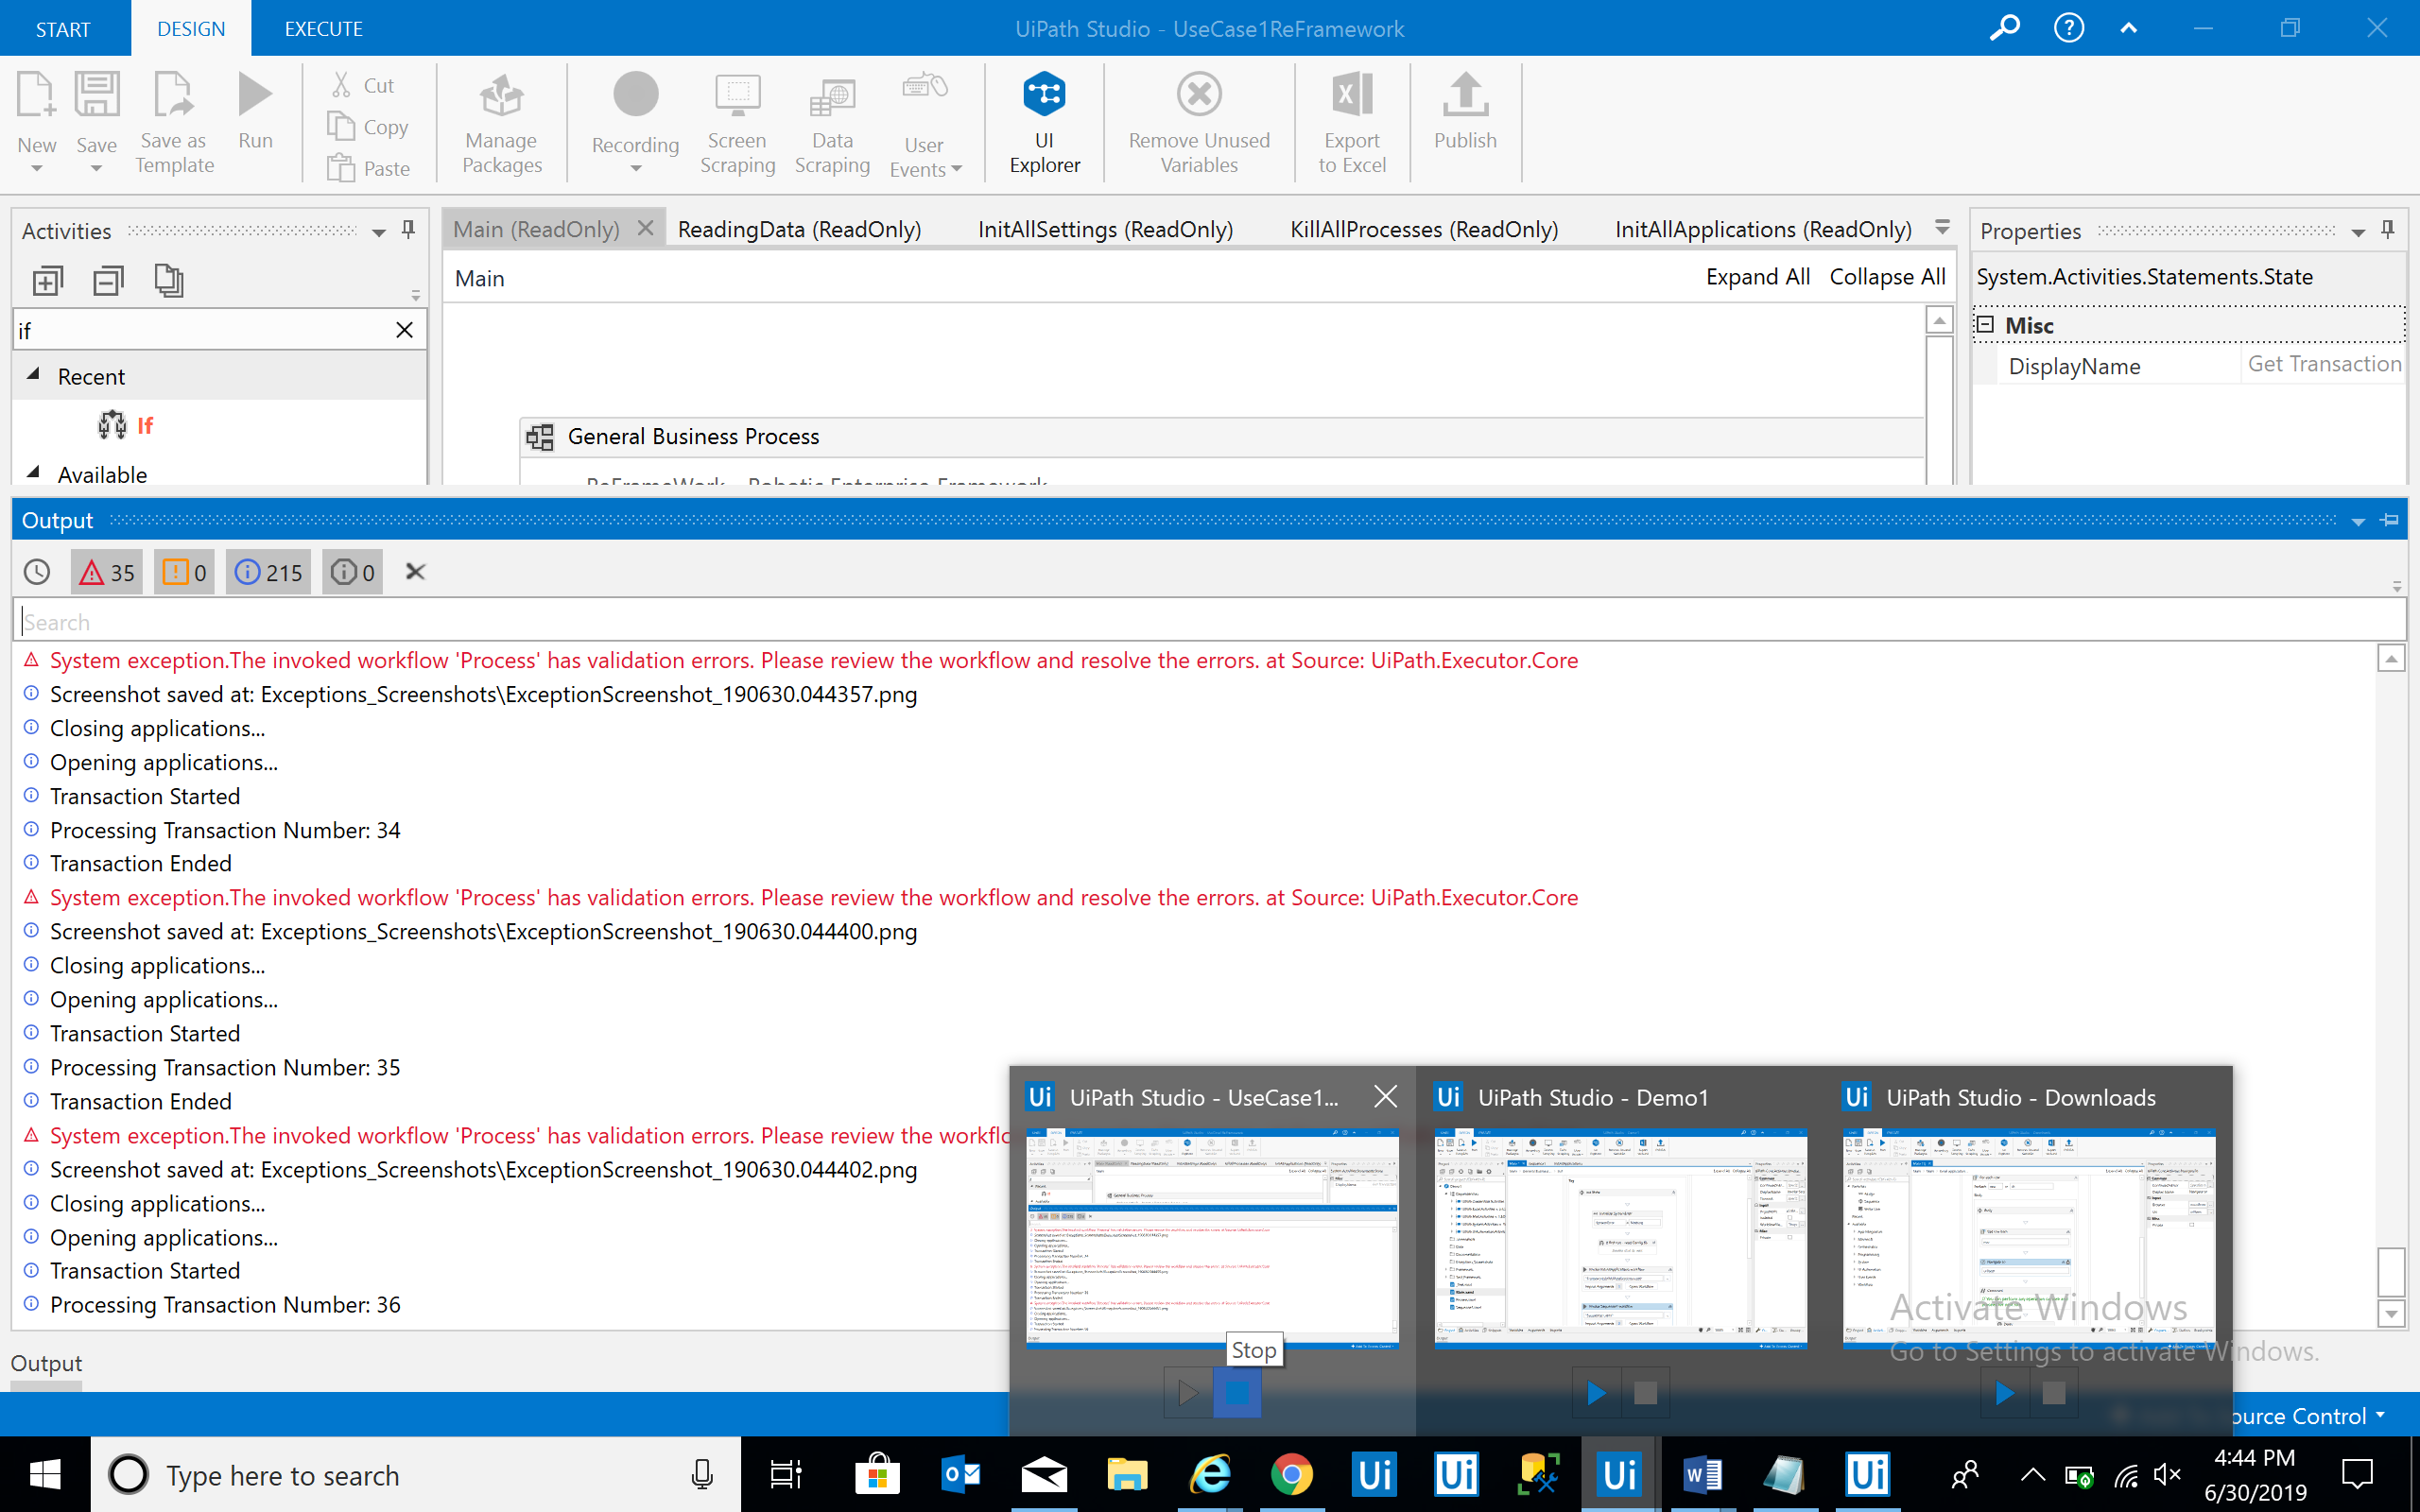 START DESIGN EXECUTE UiPath Studio - UseCase1ReFramework
New Save Save as Template Run Cut Copy Paste Manage Packages Recording Screen Scraping Data Scraping User Events UI Explorer Remove Unused Variables Export to Excel Publish
Activities
Main (ReadOnly) ReadingData (ReadOnly) InitAllSettings (ReadOnly) KillAllProcesses (ReadOnly) InitAllApplications (ReadOnly)
Properties
Main Expand All Collapse All
System.Activities.Statements.State
if
Misc
Recent
DisplayName Get Transaction
If
General Business Process
Available
ReFrameWork - Robotic Enterprise Framework
Output
35 0 215 0
Search
System exception.The invoked workflow 'Process' has validation errors. Please review the workflow and resolve the errors. at Source: UiPath.Executor.Core
Screenshot saved at: Exceptions_Screenshots\ExceptionScreenshot_190630.044357.png
Closing applications...
Opening applications...
Transaction Started
Processing Transaction Number: 34
Transaction Ended
System exception.The invoked workflow 'Process' has validation errors. Please review the workflow and resolve the errors. at Source: UiPath.Executor.Core
Screenshot saved at: Exceptions_Screenshots\ExceptionScreenshot_190630.044400.png
Closing applications...
Opening applications...
Transaction Started
Processing Transaction Number: 35
Transaction Ended
System exception.The invoked workflow 'Process' has validation errors. Please review the
Screenshot saved at: Exceptions_Screenshots\ExceptionScreenshot_190630.044402.png
Closing applications...
Opening applications...
Transaction Started
Processing Transaction Number: 36
Ui UiPath Studio - UseCase1... Ui UiPath Studio - Demo1 Ui UiPath Studio - Downloads
Stop
Activate Windows
Go to Settings to activate Windows.
Output
ource Control
Type here to search
4:44 PM
6/30/2019